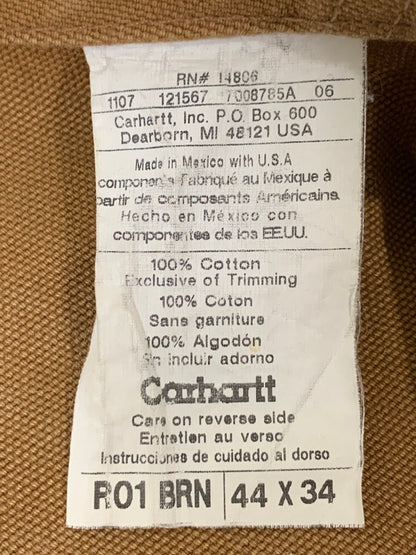 RN# 14806
1107 121567 7008785A 06
Carhartt, Inc. P.O. Box 600
Dearborn, MI 48121 USA
Made in Mexico with U.S.A
components Fabriqué au Mexique à
partir de composants Américains
Hecho en México con
componentes de los EE.UU.
100% Cotton
Exclusive of Trimming
100% Coton
Sans garniture
100% Algodón
Sin incluir adorno
Carhartt
Care on reverse side
Entretien au verso
Instrucciones de cuidado al dorso
R01 BRN 44 X 34